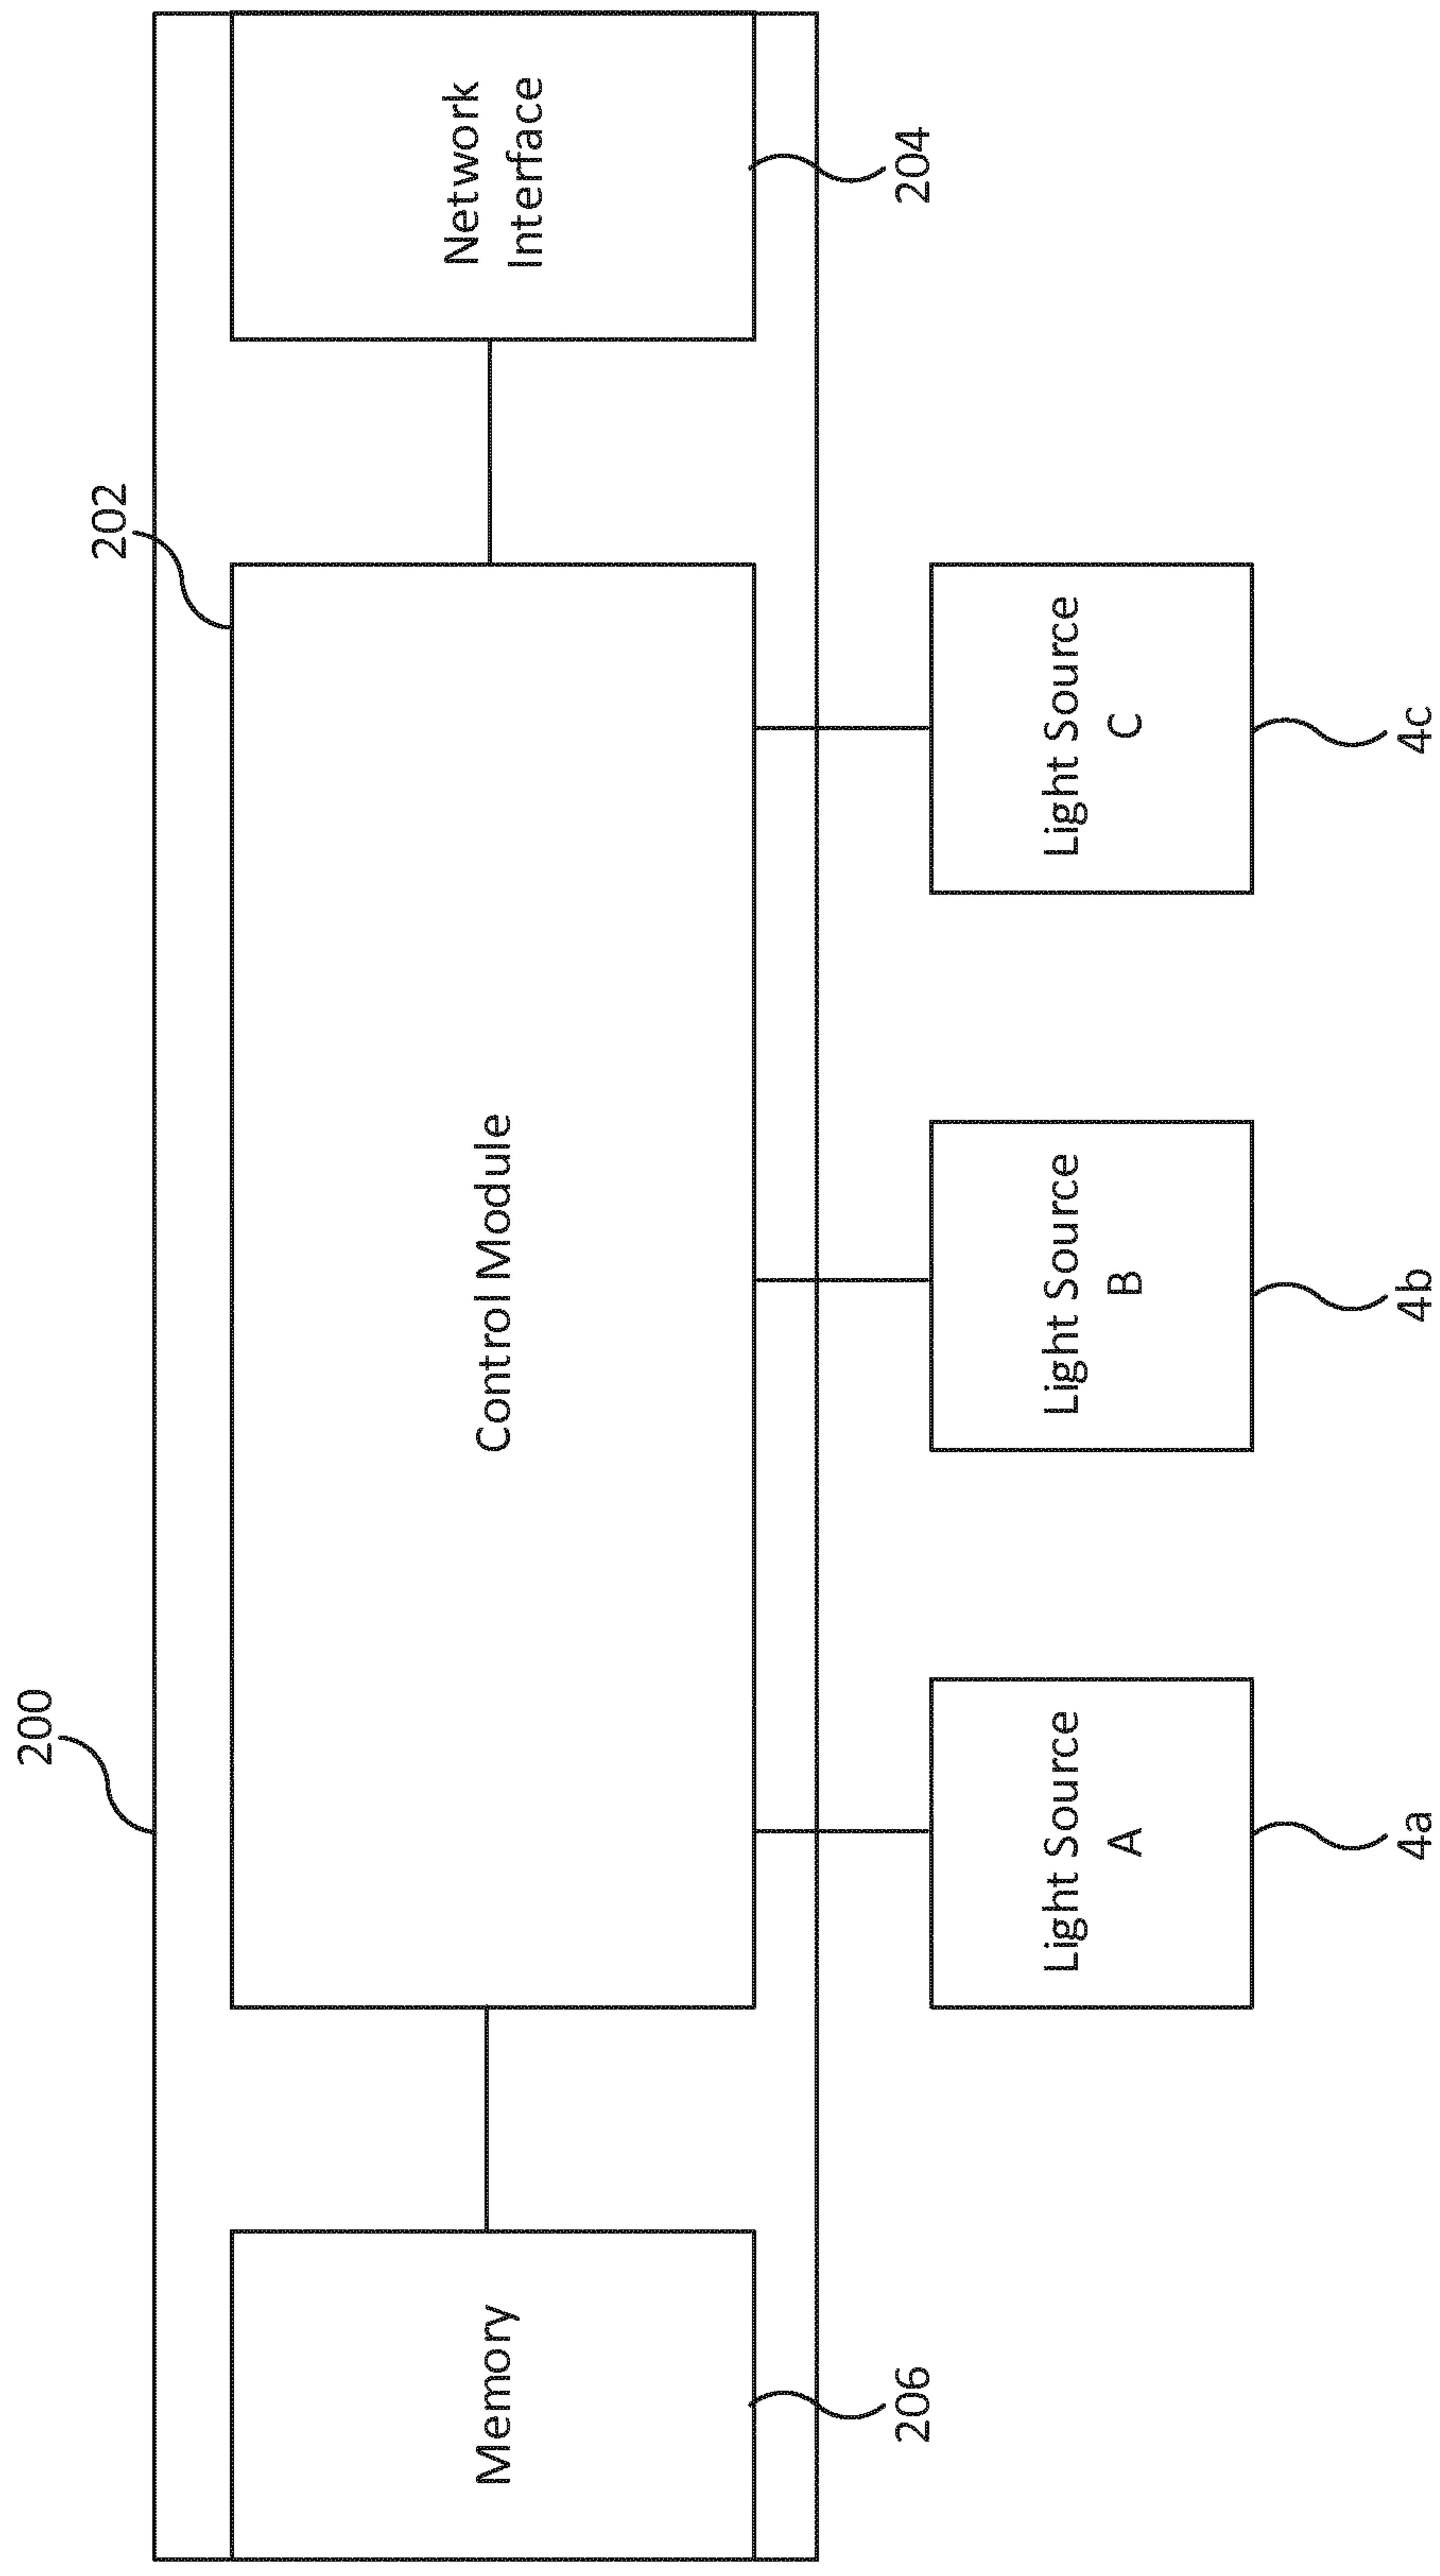 200
202
Memory
Control Module
Network
Interface
206
204
Light Source
A
Light Source
B
Light Source
C
4a
4b
4c